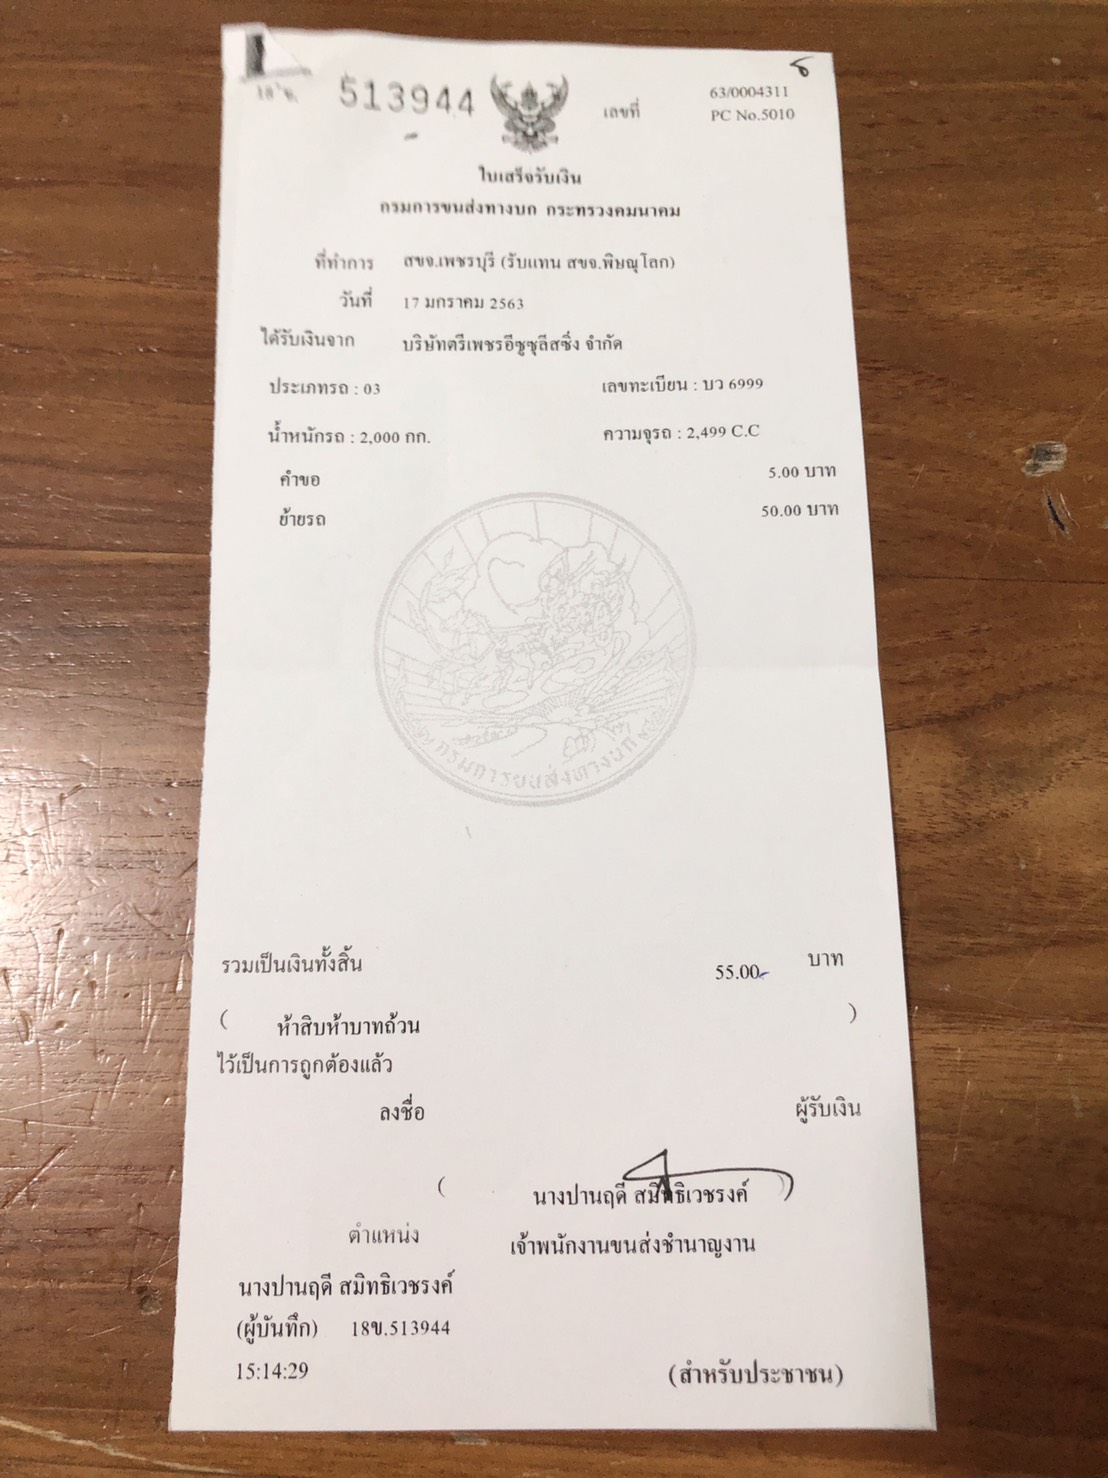 513944
เลขที่ 63/0004311
PC No.5010
ใบเสร็จรับเงิน
กรมการขนส่งทางบก กระทรวงคมนาคม
ที่ทำการ สขจ.เพชรบุรี (รับแทน สขจ.พิษณุโลก)
วันที่ 17 มกราคม 2563
ได้รับเงินจาก บริษัทตรีเพชรอีซูซุลีสซิ่ง จำกัด
ประเภทรถ : 03 เลขทะเบียน : บว 6999
น้ำหนักรถ : 2,000 กก. ความจุรถ : 2,499 C.C
คำขอ 5.00 บาท
ย้ายรถ 50.00 บาท
กรมการขนส่งทางบก
รวมเป็นเงินทั้งสิ้น 55.00 บาท
( ห้าสิบห้าบาทถ้วน )
ไว้เป็นการถูกต้องแล้ว
ลงชื่อ ผู้รับเงิน
( นางปานฤดี สมิทธิเวชรงค์ )
ตำแหน่ง เจ้าพนักงานขนส่งชำนาญงาน
นางปานฤดี สมิทธิเวชรงค์
(ผู้บันทึก) 18ข.513944
15:14:29 (สำหรับประชาชน)